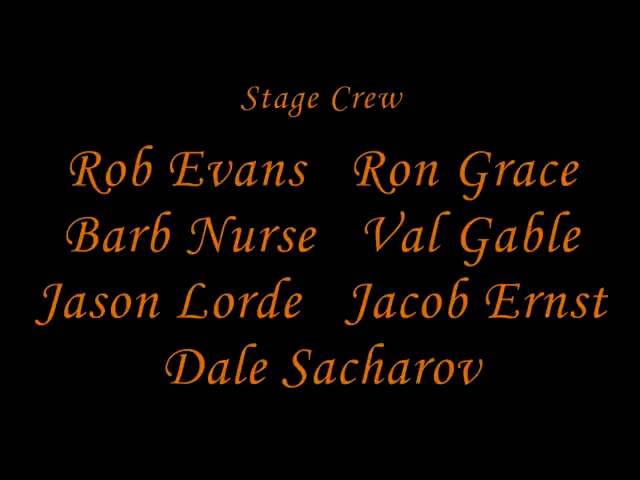 Stage Crew
Rob Evans Ron Grace
Barb Nurse Val Gable
Jason Lorde Jacob Ernst
Dale Sacharov